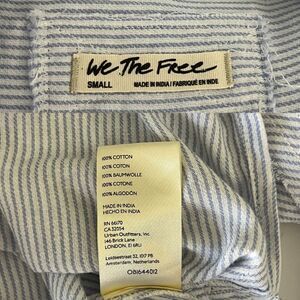 We The Free
SMALL
MADE IN INDIA / FABRIQUÉ EN INDE
100% COTTON
100% COTON
100% BAUMWOLLE
100% COTONE
100% ALGODÓN
MADE IN INDIA
HECHO EN INDIA
RN 66170
CA 32054
Urban Outfitters, Inc.
146 Brick Lane
LONDON, E1 6RU
Leidsestraat 32, 1017 PB
Amsterdam, Netherlands
OB1644012